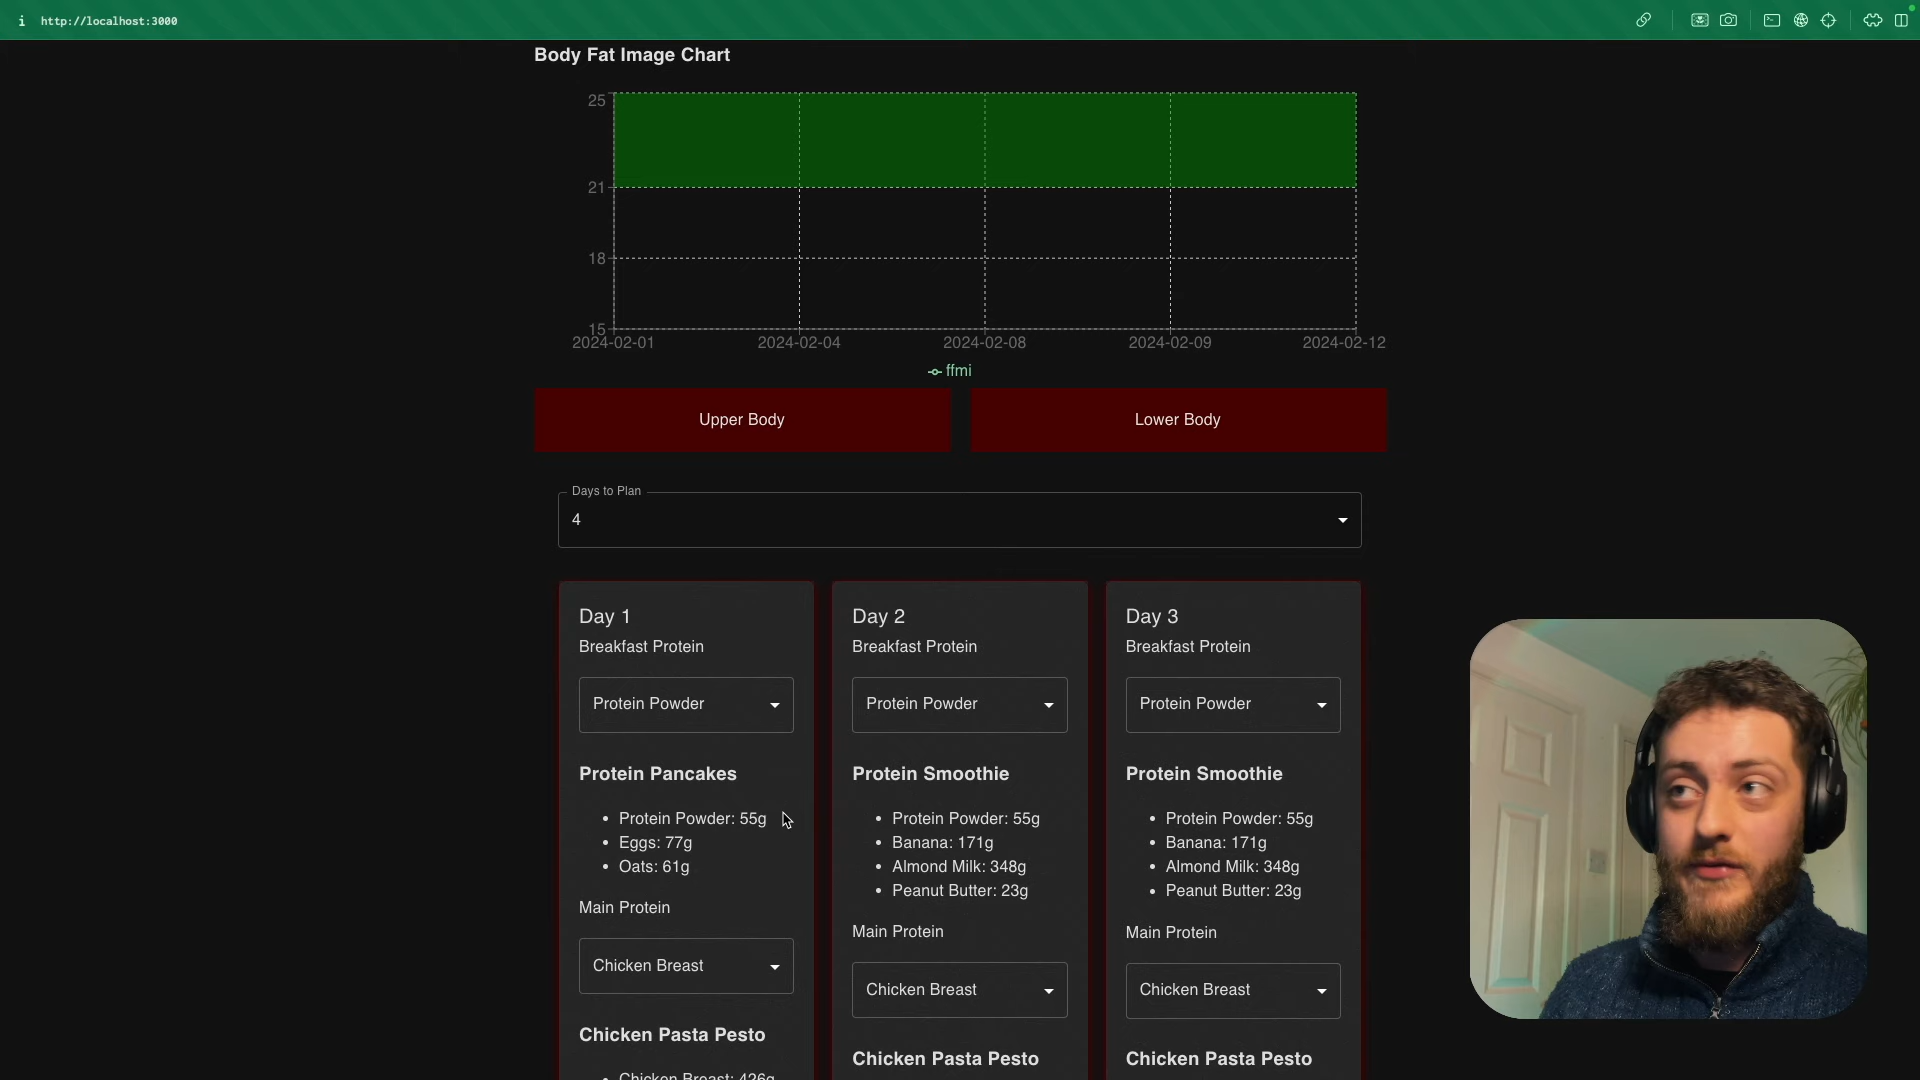 i http://localhost:3000
Body Fat Image Chart
25
21
18
15
2024-02-01 2024-02-04 2024-02-08 2024-02-09 2024-02-12
ffmi
Upper Body Lower Body
Days to Plan
4
Day 1
Breakfast Protein
Protein Powder
Protein Pancakes
Protein Powder: 55g
Eggs: 77g
Oats: 61g
Main Protein
Chicken Breast
Chicken Pasta Pesto
Chicken Breast: 426g
Day 2
Breakfast Protein
Protein Powder
Protein Smoothie
Protein Powder: 55g
Banana: 171g
Almond Milk: 348g
Peanut Butter: 23g
Main Protein
Chicken Breast
Chicken Pasta Pesto
Day 3
Breakfast Protein
Protein Powder
Protein Smoothie
Protein Powder: 55g
Banana: 171g
Almond Milk: 348g
Peanut Butter: 23g
Main Protein
Chicken Breast
Chicken Pasta Pesto